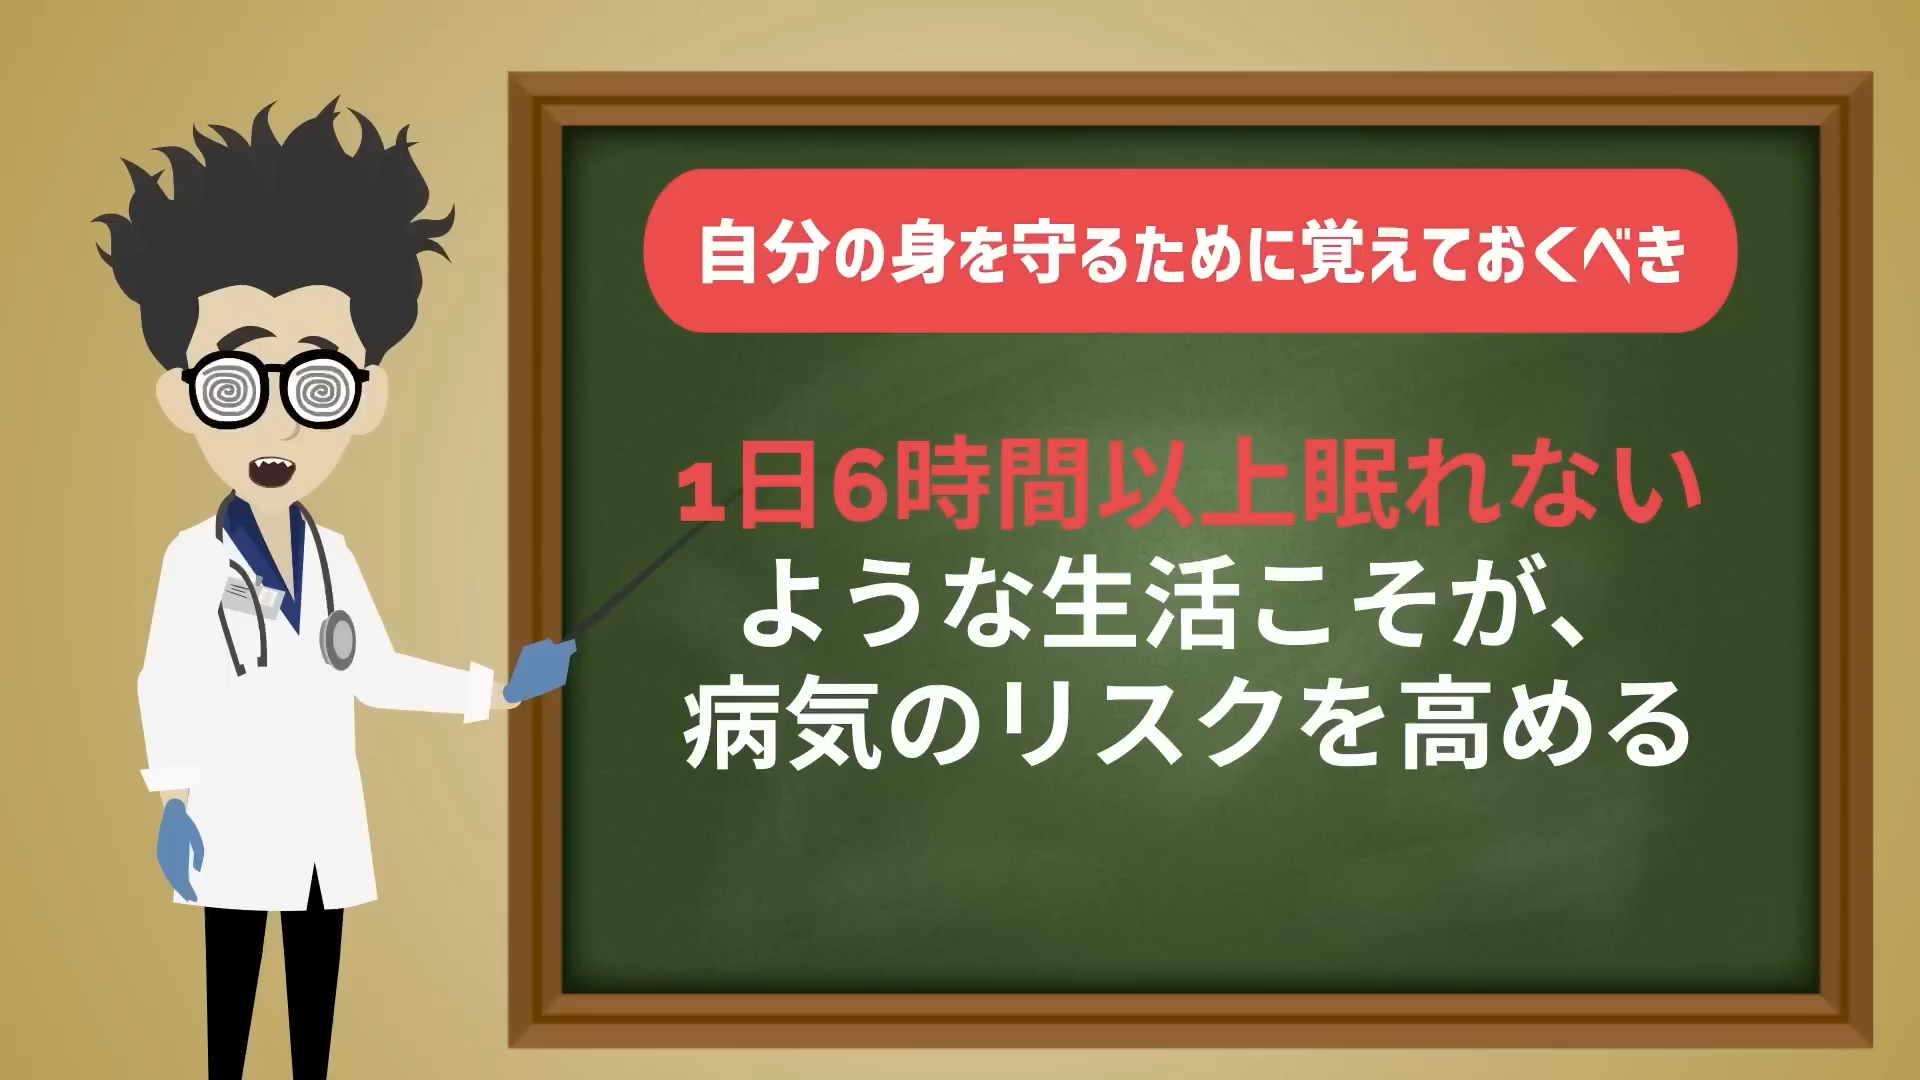 自分の身を守るために覚えておくべき
1日6時間以上眠れない
ような生活こそが、
病気のリスクを高める